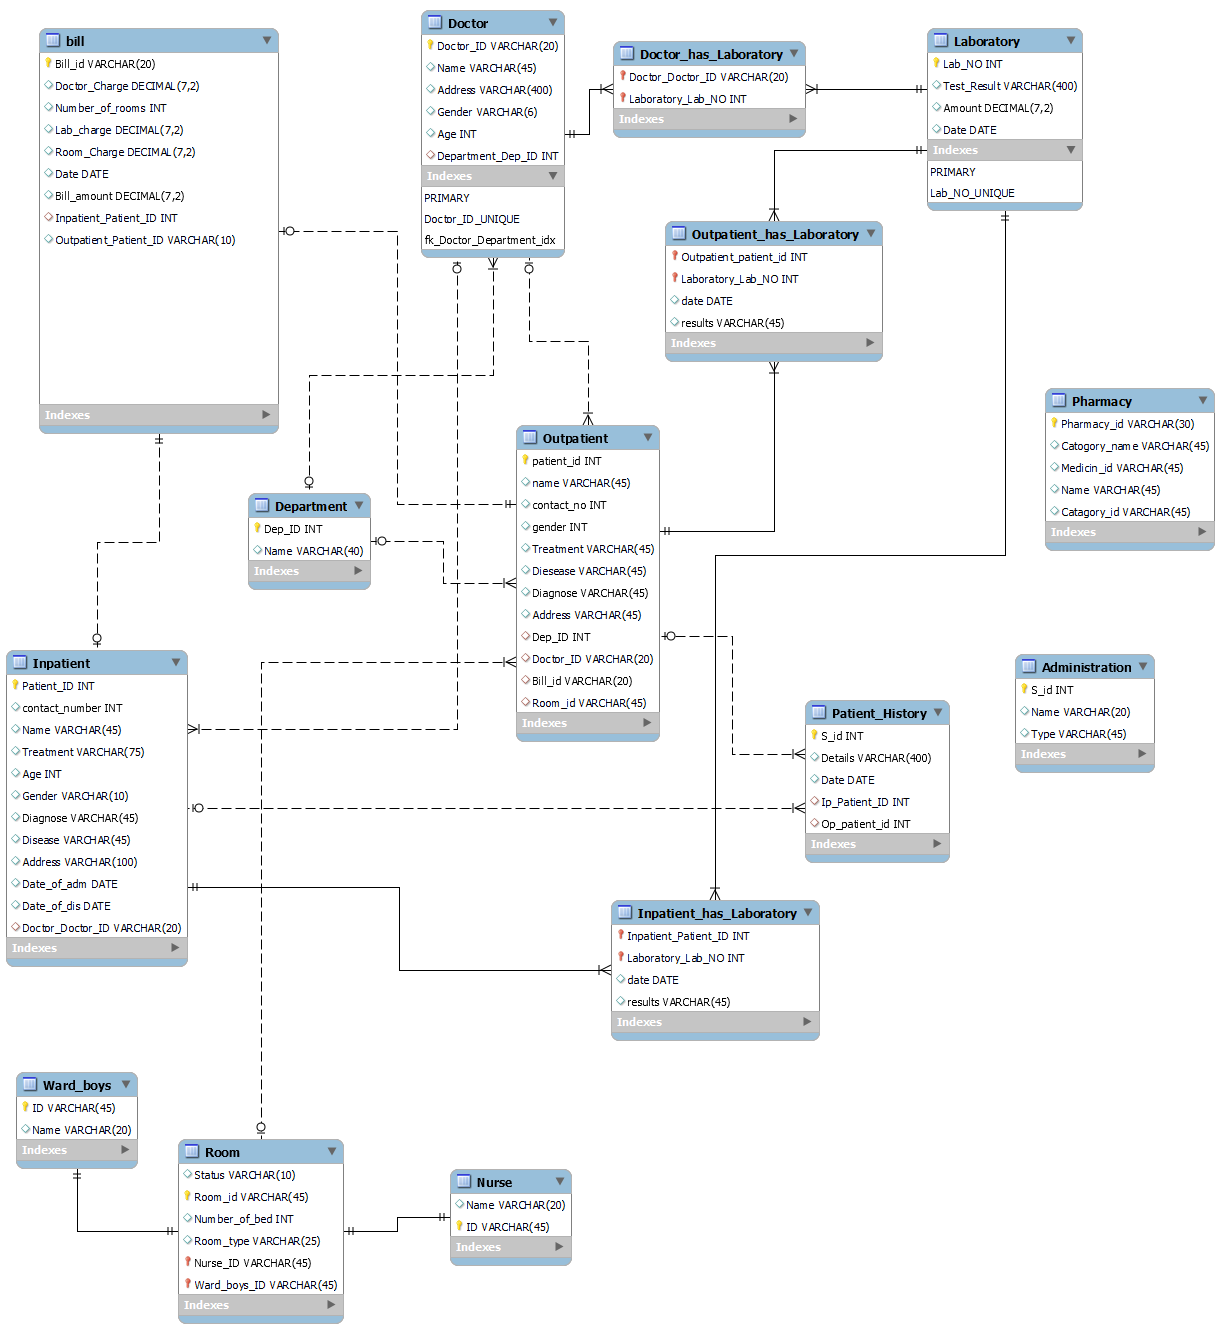 bill
Bill_id VARCHAR(20)
Doctor_Charge DECIMAL(7,2)
Number_of_rooms INT
Lab_charge DECIMAL(7,2)
Room_Charge DECIMAL(7,2)
Date DATE
Bill_amount DECIMAL(7,2)
Inpatient_Patient_ID INT
Outpatient_Patient_ID VARCHAR(10)
Indexes
Doctor
Doctor_ID VARCHAR(20)
Name VARCHAR(45)
Address VARCHAR(400)
Gender VARCHAR(6)
Age INT
Department_Dep_ID INT
Indexes
PRIMARY
Doctor_ID_UNIQUE
fk_Doctor_Department_idx
Doctor_has_Laboratory
Doctor_Doctor_ID VARCHAR(20)
Laboratory_Lab_NO INT
Indexes
Laboratory
Lab_NO INT
Test_Result VARCHAR(400)
Amount DECIMAL(7,2)
Date DATE
Indexes
PRIMARY
Lab_NO_UNIQUE
Outpatient_has_Laboratory
Outpatient_patient_id INT
Laboratory_Lab_NO INT
date DATE
results VARCHAR(45)
Indexes
Pharmacy
Pharmacy_id VARCHAR(30)
Catogory_name VARCHAR(45)
Medicin_id VARCHAR(45)
Name VARCHAR(45)
Catagory_id VARCHAR(45)
Indexes
Outpatient
patient_id INT
name VARCHAR(45)
contact_no INT
gender INT
Treatment VARCHAR(45)
Diesease VARCHAR(45)
Diagnose VARCHAR(45)
Address VARCHAR(45)
Dep_ID INT
Doctor_ID VARCHAR(20)
Bill_id VARCHAR(20)
Room_id VARCHAR(45)
Indexes
Department
Dep_ID INT
Name VARCHAR(40)
Indexes
Inpatient
Patient_ID INT
contact_number INT
Name VARCHAR(45)
Treatment VARCHAR(75)
Age INT
Gender VARCHAR(10)
Diagnose VARCHAR(45)
Disease VARCHAR(45)
Address VARCHAR(100)
Date_of_adm DATE
Date_of_dis DATE
Doctor_Doctor_ID VARCHAR(20)
Indexes
Administration
S_id INT
Name VARCHAR(20)
Type VARCHAR(45)
Indexes
Patient_History
S_id INT
Details VARCHAR(400)
Date DATE
Ip_Patient_ID INT
Op_patient_id INT
Indexes
Inpatient_has_Laboratory
Inpatient_Patient_ID INT
Laboratory_Lab_NO INT
date DATE
results VARCHAR(45)
Indexes
Ward_boys
ID VARCHAR(45)
Name VARCHAR(20)
Indexes
Room
Status VARCHAR(10)
Room_id VARCHAR(45)
Number_of_bed INT
Room_type VARCHAR(25)
Nurse_ID VARCHAR(45)
Ward_boys_ID VARCHAR(45)
Indexes
Nurse
Name VARCHAR(20)
ID VARCHAR(45)
Indexes